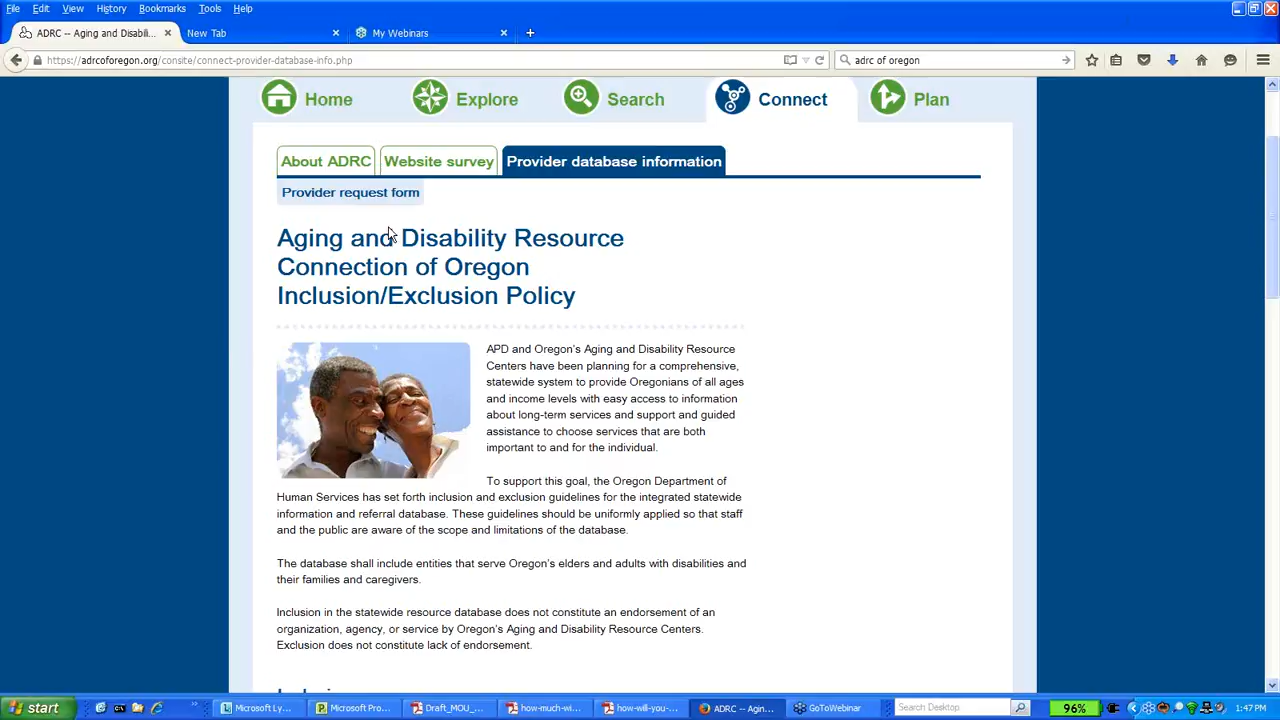 File Edit View History Bookmarks Tools Help
ADRC -- Aging and Disabili... New Tab My Webinars
https://adrcoforegon.org/consite/connect-provider-database-info.php adrc of oregon
Home Explore Search Connect Plan
About ADRC Website survey Provider database information
Provider request form
Aging and Disability Resource
Connection of Oregon
Inclusion/Exclusion Policy
APD and Oregon's Aging and Disability Resource
Centers have been planning for a comprehensive,
statewide system to provide Oregonians of all ages
and income levels with easy access to information
about long-term services and support and guided
assistance to choose services that are both
important to and for the individual.
To support this goal, the Oregon Department of
Human Services has set forth inclusion and exclusion guidelines for the integrated statewide
information and referral database. These guidelines should be uniformly applied so that staff
and the public are aware of the scope and limitations of the database.
The database shall include entities that serve Oregon's elders and adults with disabilities and
their families and caregivers.
Inclusion in the statewide resource database does not constitute an endorsement of an
organization, agency, or service by Oregon's Aging and Disability Resource Centers.
Exclusion does not constitute lack of endorsement.
start Microsoft Ly... Microsoft Pro... Draft_MOU_... how-much-wi... how-will-you-... ADRC -- Agin... GoToWebinar Search Desktop 96% 1:47 PM